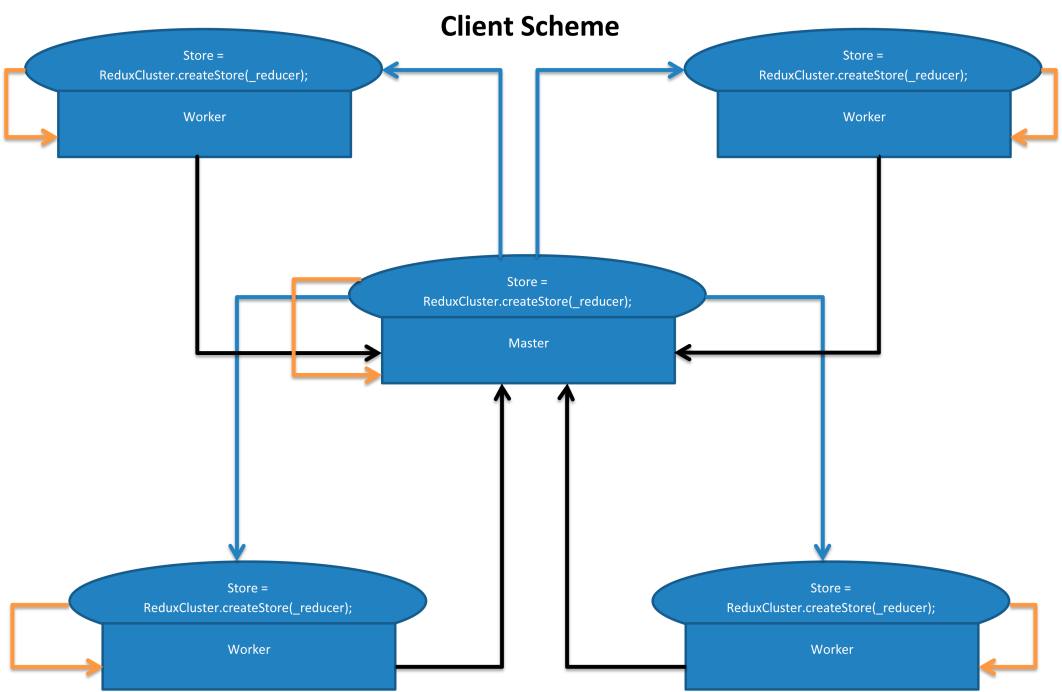 Client Scheme
Store =
ReduxCluster.createStore(_reducer);
Worker
Store =
ReduxCluster.createStore(_reducer);
Worker
Store =
ReduxCluster.createStore(_reducer);
Master
Store =
ReduxCluster.createStore(_reducer);
Worker
Store =
ReduxCluster.createStore(_reducer);
Worker